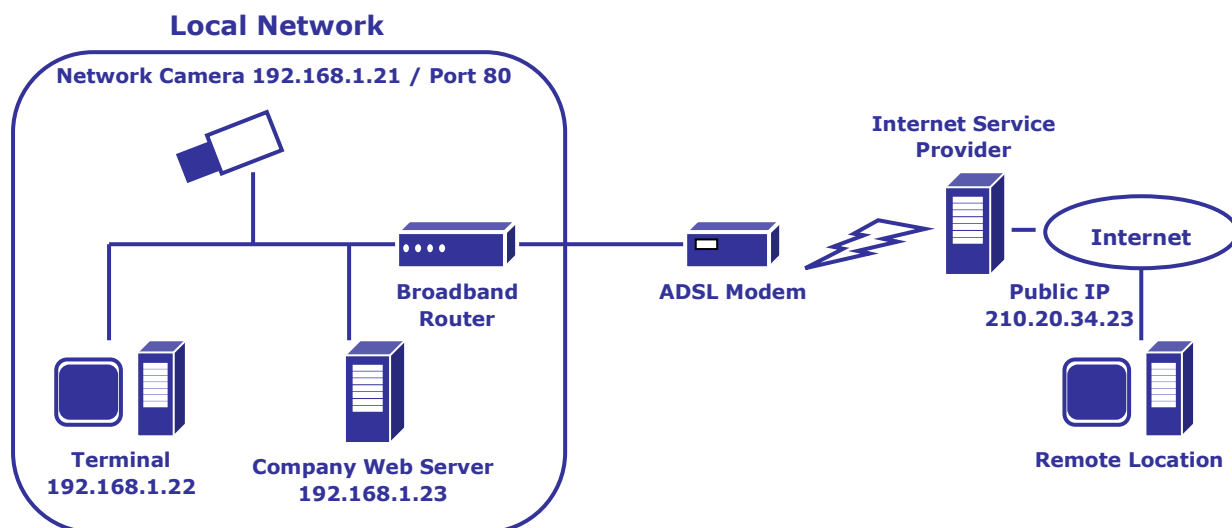 Local Network
Network Camera 192.168.1.21 / Port 80
Internet Service
Provider
Internet
Broadband
Router
ADSL Modem
Public IP
210.20.34.23
Terminal
192.168.1.22
Company Web Server
192.168.1.23
Remote Location